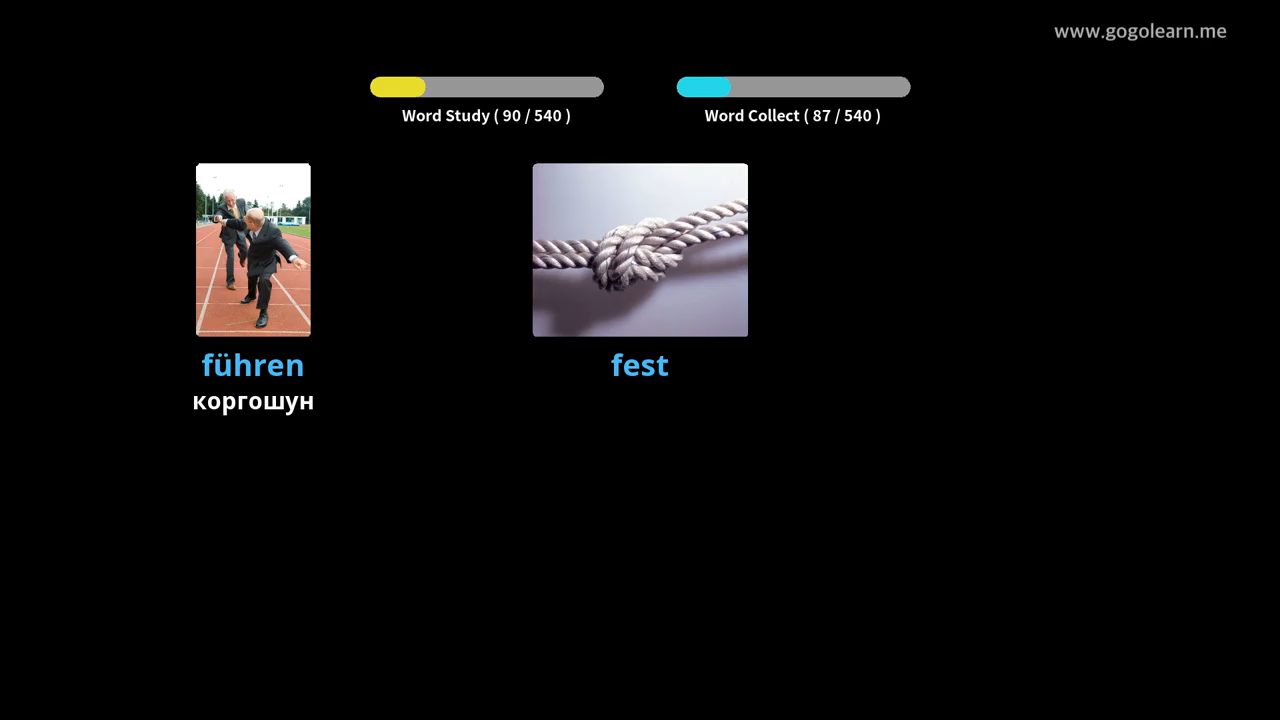 www.gogolearn.me
Word Study ( 90 / 540 )
Word Collect ( 87 / 540 )
führen
коргошун
fest